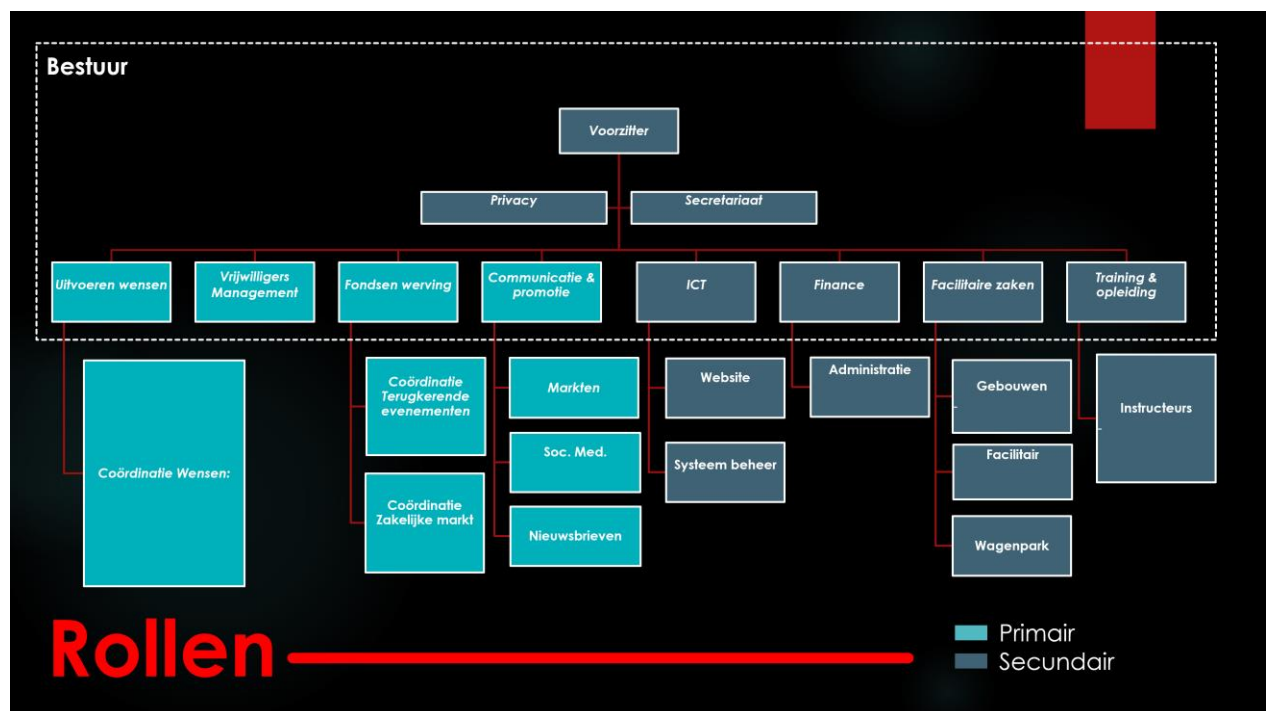 Bestuur
Voorzitter
Privacy
Secretariaat
Uitvoeren wensen
Vrijwilligers
Management
Fondsen werving
Communicatie &
promotie
ICT
Finance
Facilitaire zaken
Training &
opleiding
Coördinatie Wensen:
Coördinatie
Terugkerende
evenementen
Coördinatie
Zakelijke markt
Markten
Soc. Med.
Nieuwsbrieven
Website
Systeem beheer
Administratie
Gebouwen
-
Facilitair
Wagenpark
Instructeurs
-
Rollen
Primair
Secundair